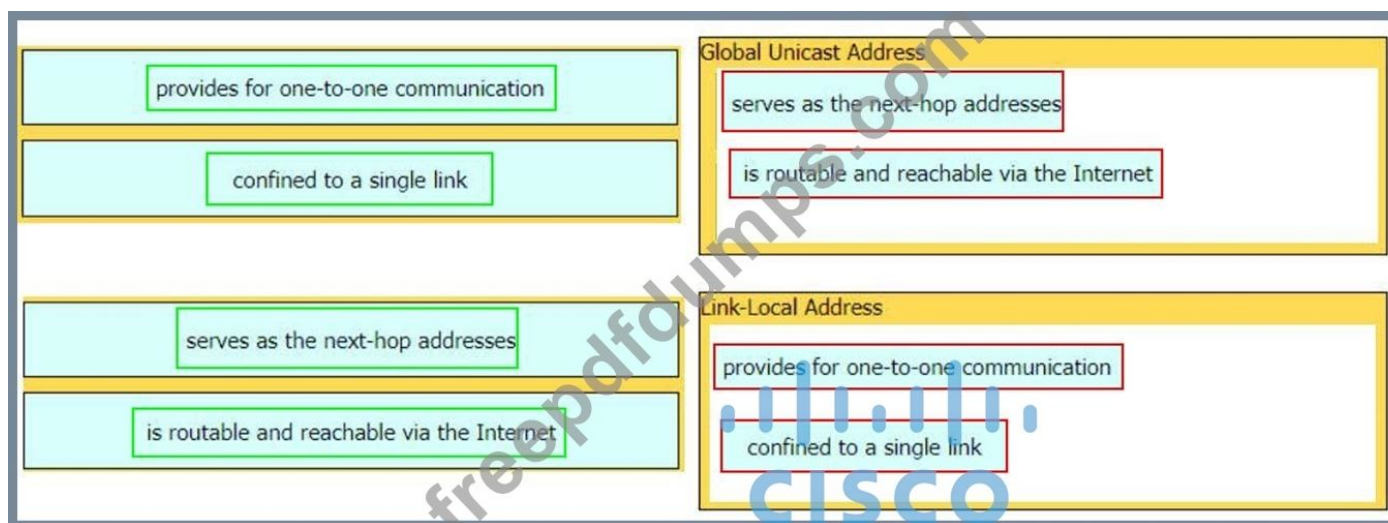 provides for one-to-one communication
confined to a single link
serves as the next-hop addresses
is routable and reachable via the Internet
Global Unicast Address
serves as the next-hop addresses
is routable and reachable via the Internet
Link-Local Address
provides for one-to-one communication
confined to a single link
freepdfdumps.com
CISCO